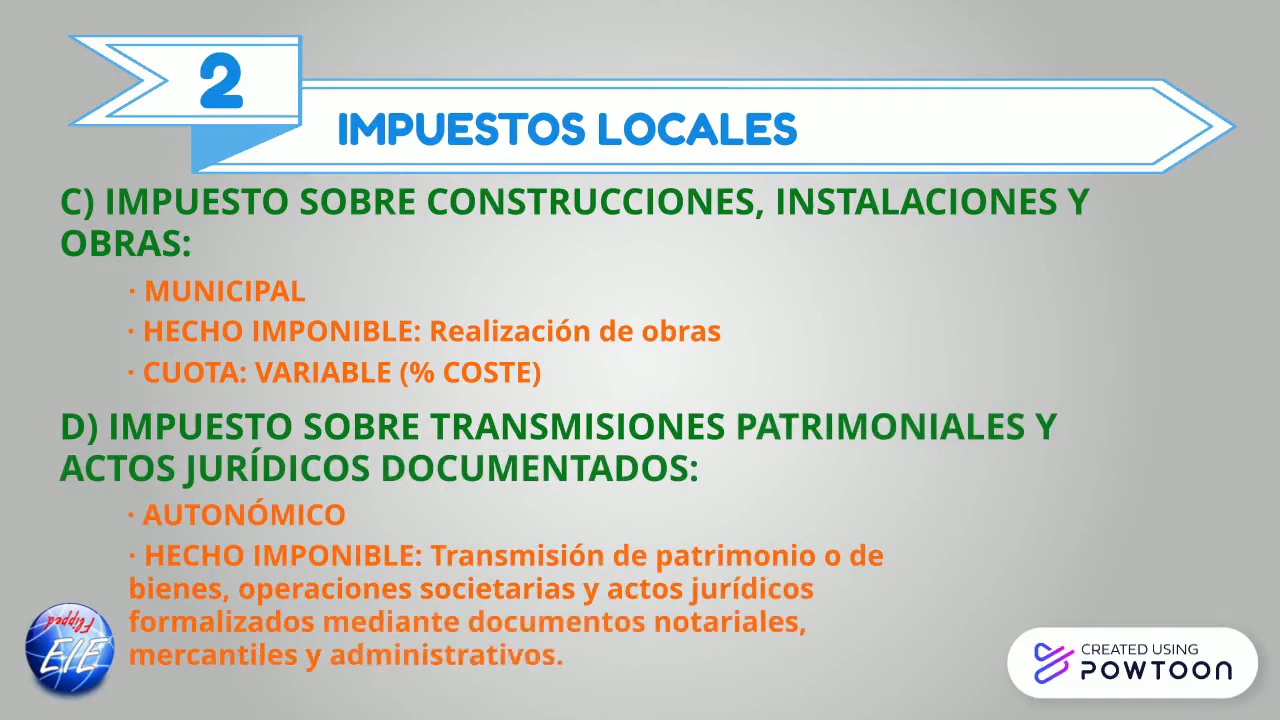 2
IMPUESTOS LOCALES
C) IMPUESTO SOBRE CONSTRUCCIONES, INSTALACIONES Y
OBRAS:
· MUNICIPAL
· HECHO IMPONIBLE: Realización de obras
· CUOTA: VARIABLE (% COSTE)
D) IMPUESTO SOBRE TRANSMISIONES PATRIMONIALES Y
ACTOS JURÍDICOS DOCUMENTADOS:
· AUTONÓMICO
· HECHO IMPONIBLE: Transmisión de patrimonio o de
bienes, operaciones societarias y actos jurídicos
formalizados mediante documentos notariales,
mercantiles y administrativos.
Flipped
EIE
CREATED USING
POWTOON